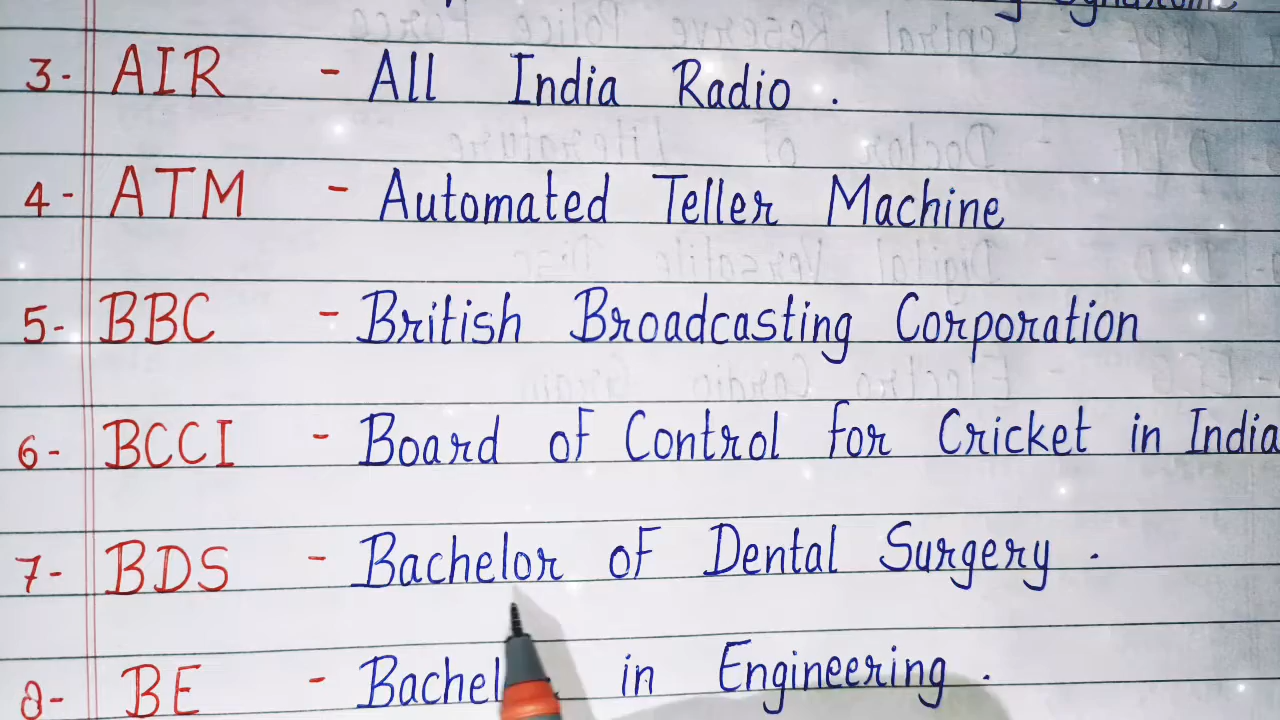 3- AIR - All India Radio .
4- ATM - Automated Teller Machine
5- BBC - British Broadcasting Corporation
6- BCCI - Board of Control for Cricket in India
7- BDS - Bachelor of Dental Surgery .
8- BE - in Engineering .